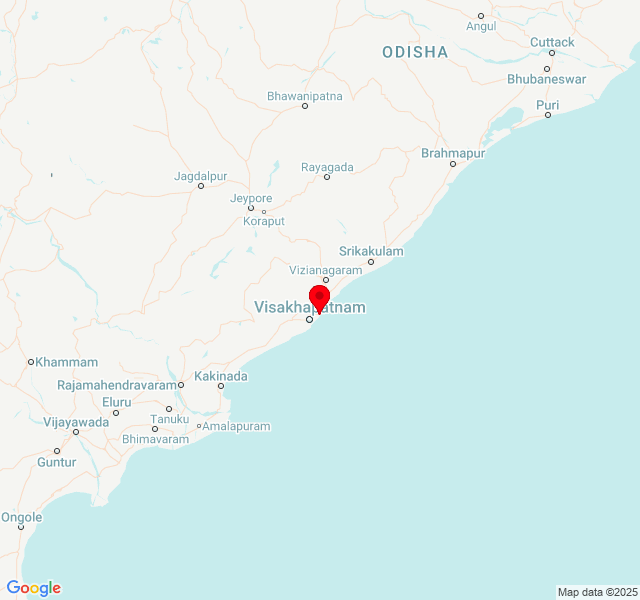 Angul
Cuttack
ODISHA
Bhubaneswar
Bhawanipatna
Puri
Brahmapur
Rayagada
Jagdalpur
Jeypore
Koraput
Srikakulam
Vizianagaram
Visakhapatnam
Khammam
Kakinada
Rajamahendravaram
Eluru
Tanuku
Vijayawada
Amalapuram
Bhimavaram
Guntur
Ongole
Google
Map data ©2025